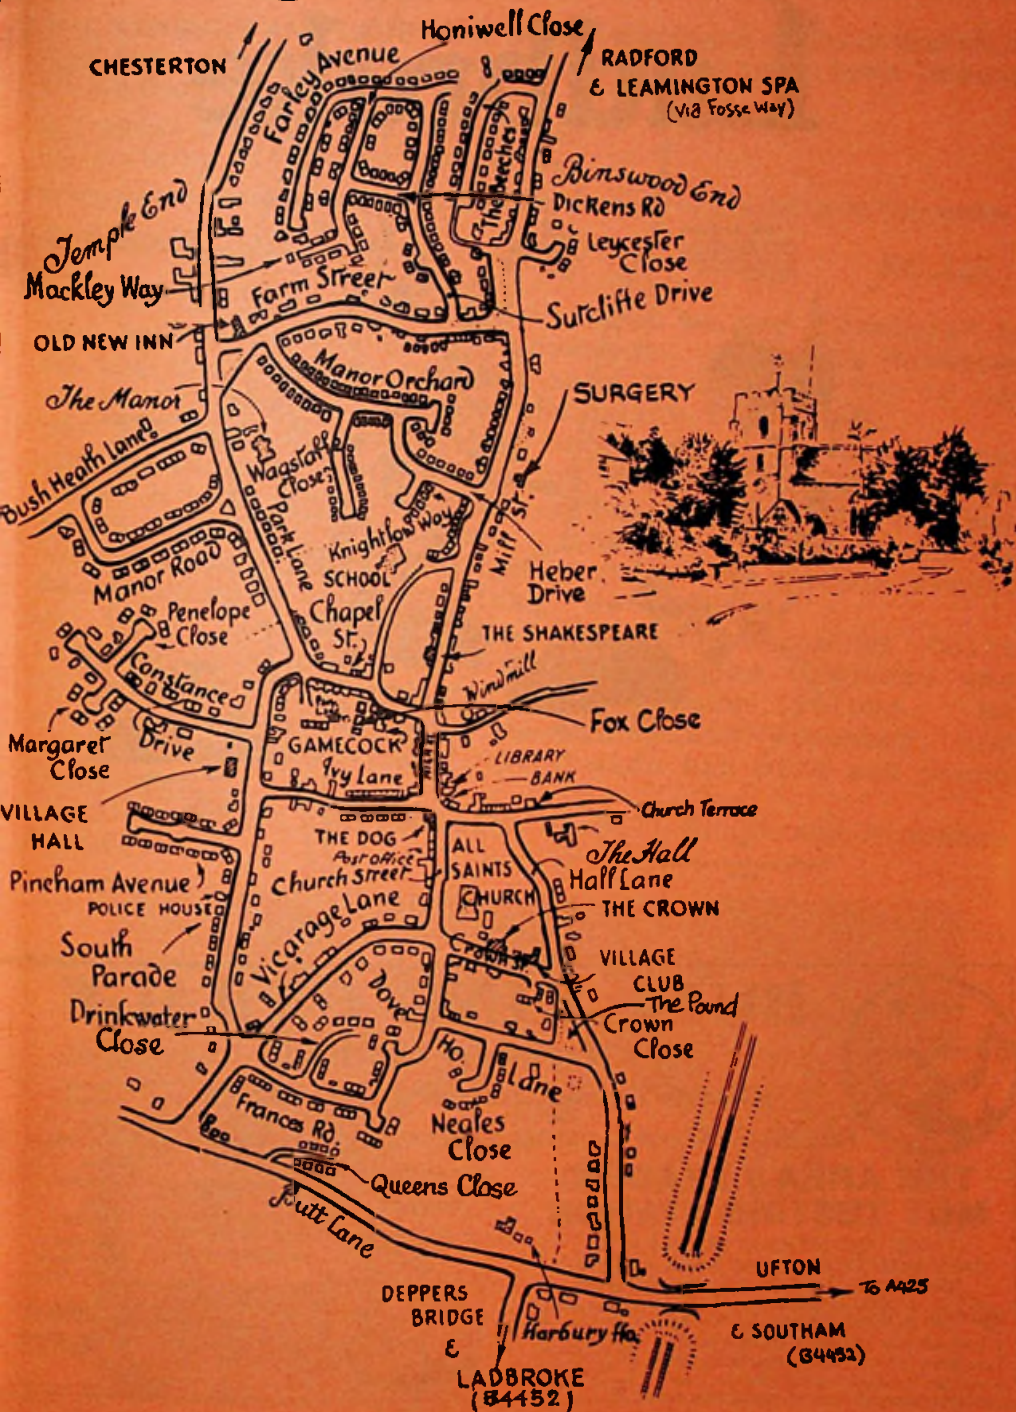 Honiwell Close
CHESTERTON
Farley Avenue
RADFORD
& LEAMINGTON SPA
(Via Fosse Way)
The Beeches
Binswood End
Dickens Rd
Temple End
Leycester
Close
Mackley Way
Farm Street
Sutcliffe Drive
OLD NEW INN
Manor Orchard
The Manor
SURGERY
Bush Heath Lane
Wagstaff
Close
Park Lane
Knightlow Way
Mill St.
SCHOOL
Manor Road
Heber
Drive
Penelope
Close
Chapel
St.
THE SHAKESPEARE
Constance
Drive
Windmill
Fox Close
Margaret
Close
GAMECOCK
HIGH ST
LIBRARY
Ivy Lane
BANK
VILLAGE
HALL
Church Terrace
THE DOG
Post office
ALL
SAINTS
CHURCH
The Hall
Church Street
Hall Lane
Pincham Avenue
POLICE HOUSE
Vicarage Lane
THE CROWN
South
Parade
Crown St.
VILLAGE
CLUB
Dove
The Pound
Drinkwater
Close
Crown
Close
Ho.
Lane
Frances Rd.
Neales
Close
Queens Close
Butt Lane
UFTON
To A425
DEPPERS
BRIDGE
&
LADBROKE
(B4452)
Harbury Ho.
& SOUTHAM
(B4452)